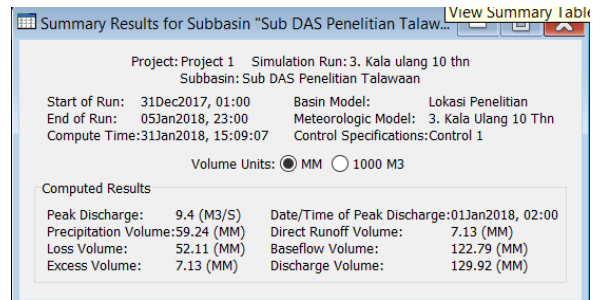 View Summary Table
Summary Results for Subbasin "Sub DAS Penelitian Talaw...
Project: Project 1 Simulation Run: 3. Kala ulang 10 thn
Subbasin: Sub DAS Penelitian Talawaan
Start of Run: 31Dec2017, 01:00 Basin Model: Lokasi Penelitian
End of Run: 05Jan2018, 23:00 Meteorologic Model: 3. Kala Ulang 10 Thn
Compute Time:31Jan2018, 15:09:07 Control Specifications:Control 1
Volume Units: MM 1000 M3
Computed Results
Peak Discharge: 9.4 (M3/S) Date/Time of Peak Discharge:01Jan2018, 02:00
Precipitation Volume:59.24 (MM) Direct Runoff Volume: 7.13 (MM)
Loss Volume: 52.11 (MM) Baseflow Volume: 122.79 (MM)
Excess Volume: 7.13 (MM) Discharge Volume: 129.92 (MM)